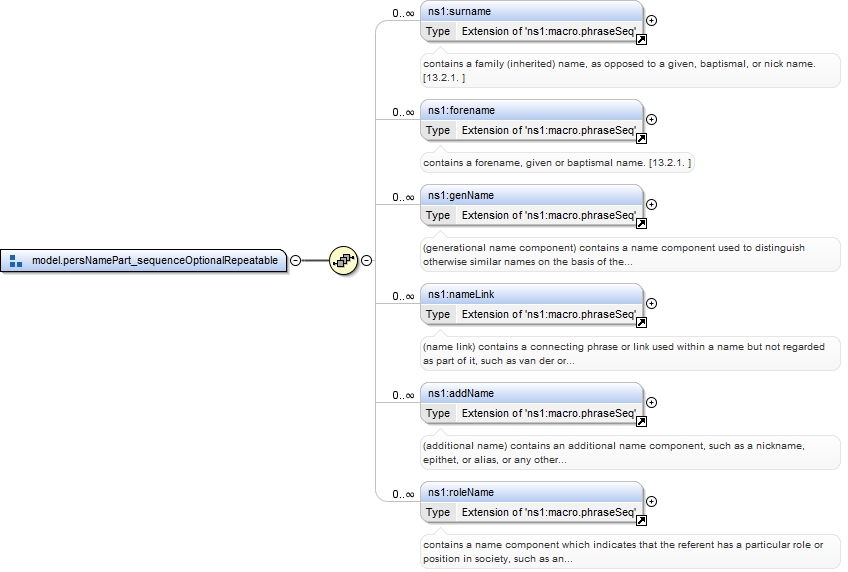 0..∞
ns1:surname
Type Extension of 'ns1:macro.phraseSeq'
contains a family (inherited) name, as opposed to a given, baptismal, or nick name.
[13.2.1. ]
0..∞
ns1:forename
Type Extension of 'ns1:macro.phraseSeq'
contains a forename, given or baptismal name. [13.2.1. ]
0..∞
ns1:genName
Type Extension of 'ns1:macro.phraseSeq'
(generational name component) contains a name component used to distinguish
otherwise similar names on the basis of the...
model.persNamePart_sequenceOptionalRepeatable
0..∞
ns1:nameLink
Type Extension of 'ns1:macro.phraseSeq'
(name link) contains a connecting phrase or link used within a name but not regarded
as part of it, such as van der or...
0..∞
ns1:addName
Type Extension of 'ns1:macro.phraseSeq'
(additional name) contains an additional name component, such as a nickname,
epithet, or alias, or any other...
0..∞
ns1:roleName
Type Extension of 'ns1:macro.phraseSeq'
contains a name component which indicates that the referent has a particular role or
position in society, such as an...